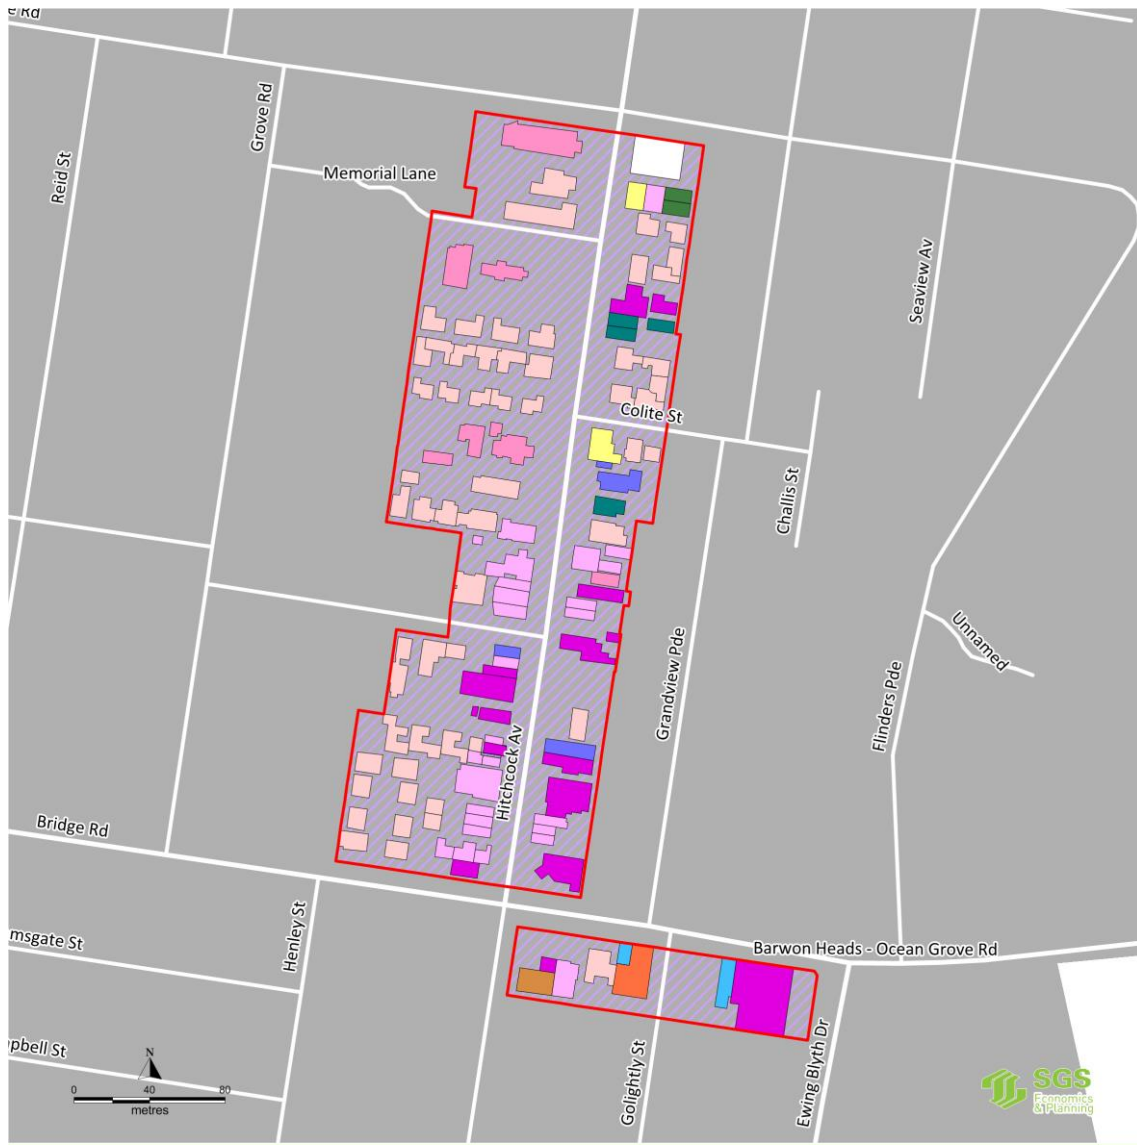 e Rd
Grove Rd
Reid St
Memorial Lane
Seaview Av
Colite St
Challis St
Unnamed
Grandview Pde
Flinders Pde
Hitchcock Av
Bridge Rd
Barwon Heads - Ocean Grove Rd
msgate St
Henley St
Golightly St
Ewing Blyth Dr
pbell St
N
0 40 80
metres
SGS
Economics
& Planning